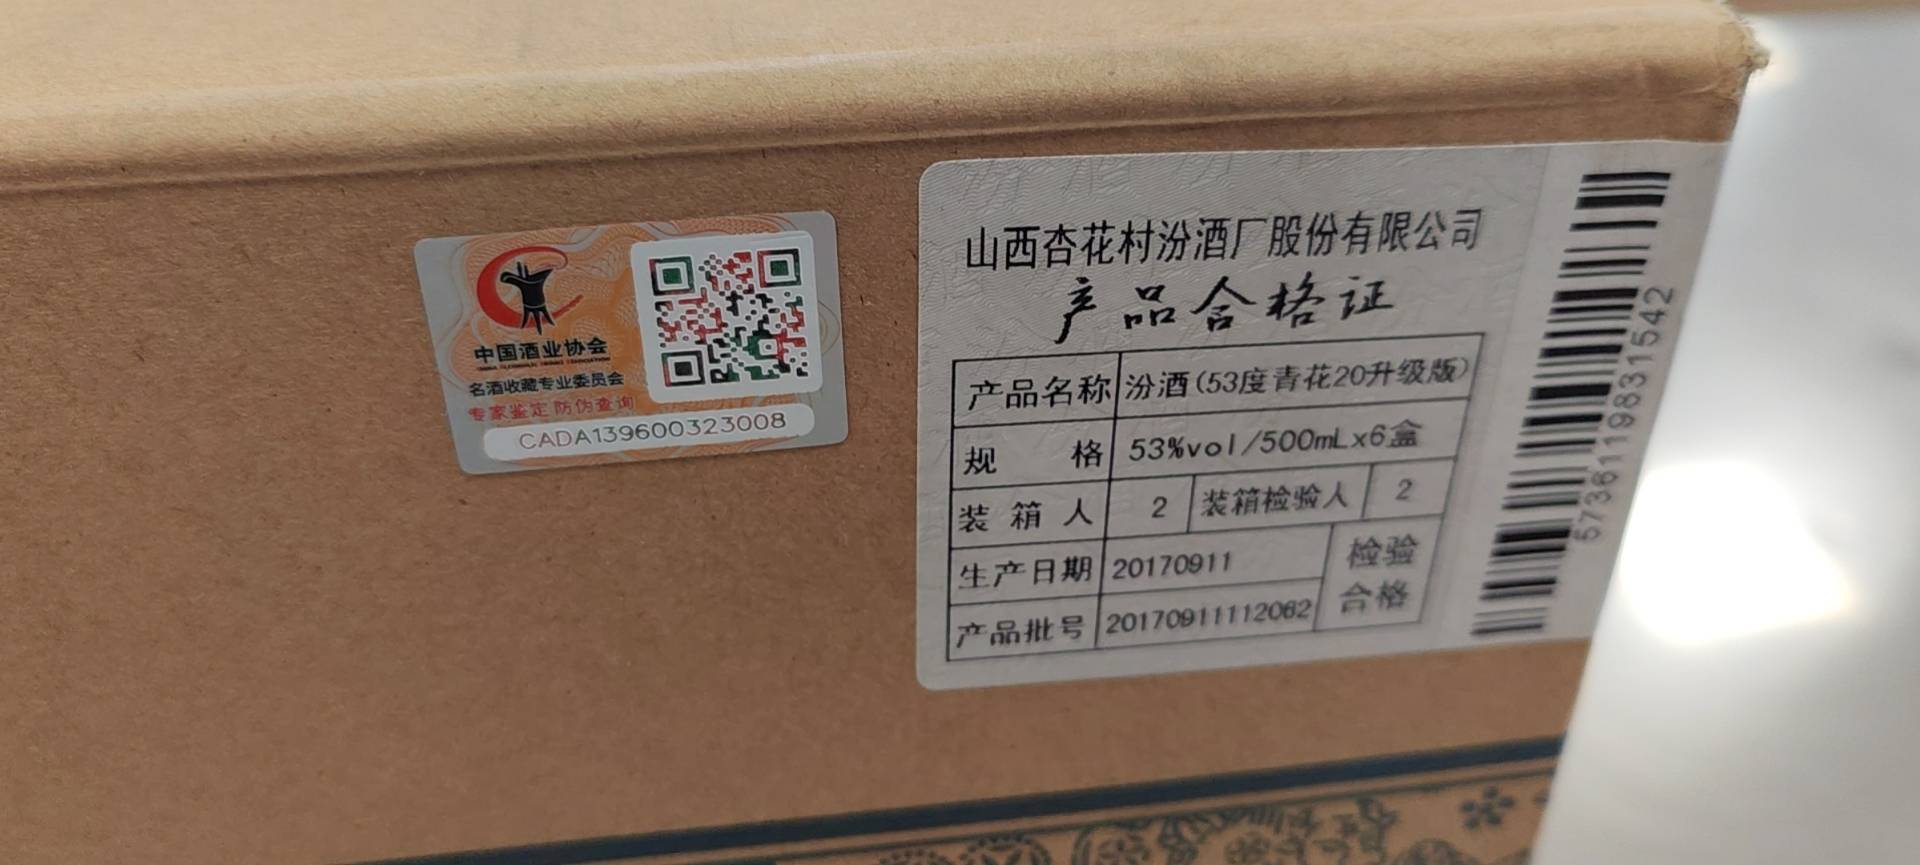 中国酒业协会
名酒收藏专业委员会
专家鉴定 防伪查询
CADA139600323008
山西杏花村汾酒厂股份有限公司
产品合格证
产品名称 汾酒(53度青花20升级版)
规 格 53%vol/500mLx6盒
装 箱 人 2 装箱检验人 2
生产日期 20170911
检验
合格
产品批号 20170911112062
5736119831542